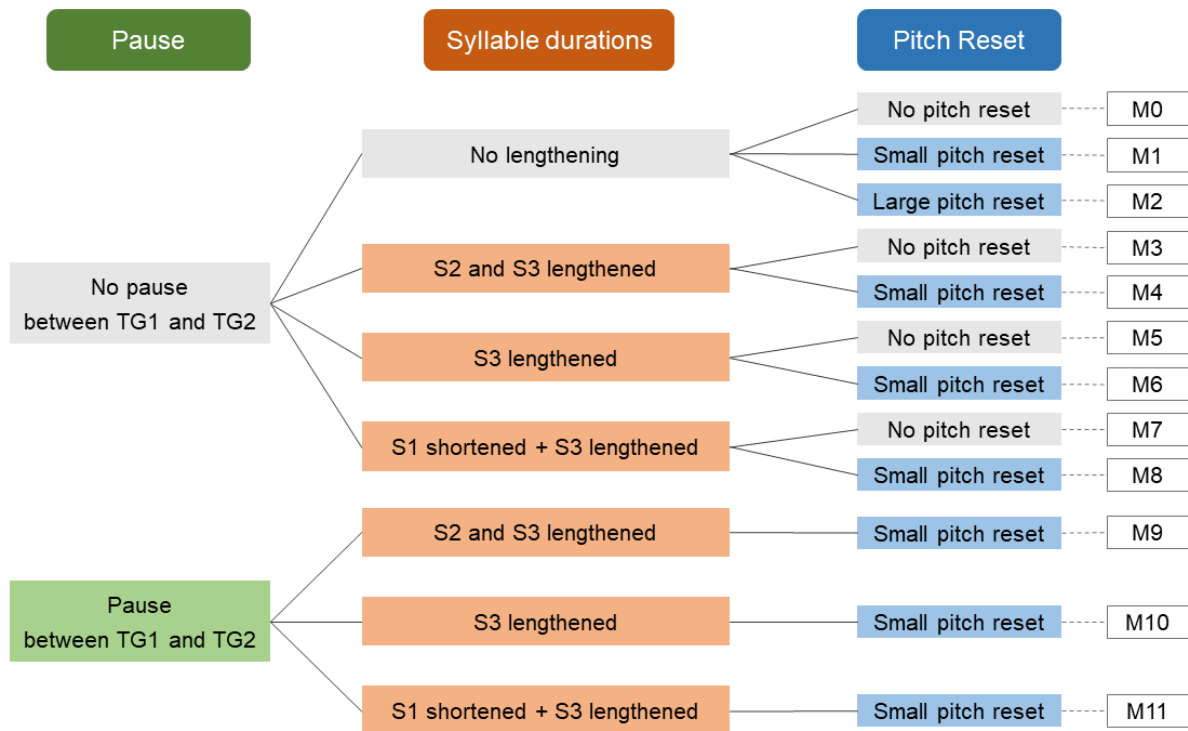 Pause
Syllable durations
Pitch Reset
No pause
between TG1 and TG2
No lengthening
No pitch reset
M0
Small pitch reset
M1
Large pitch reset
M2
S2 and S3 lengthened
No pitch reset
M3
Small pitch reset
M4
S3 lengthened
No pitch reset
M5
Small pitch reset
M6
S1 shortened + S3 lengthened
No pitch reset
M7
Small pitch reset
M8
Pause
between TG1 and TG2
S2 and S3 lengthened
Small pitch reset
M9
S3 lengthened
Small pitch reset
M10
S1 shortened + S3 lengthened
Small pitch reset
M11